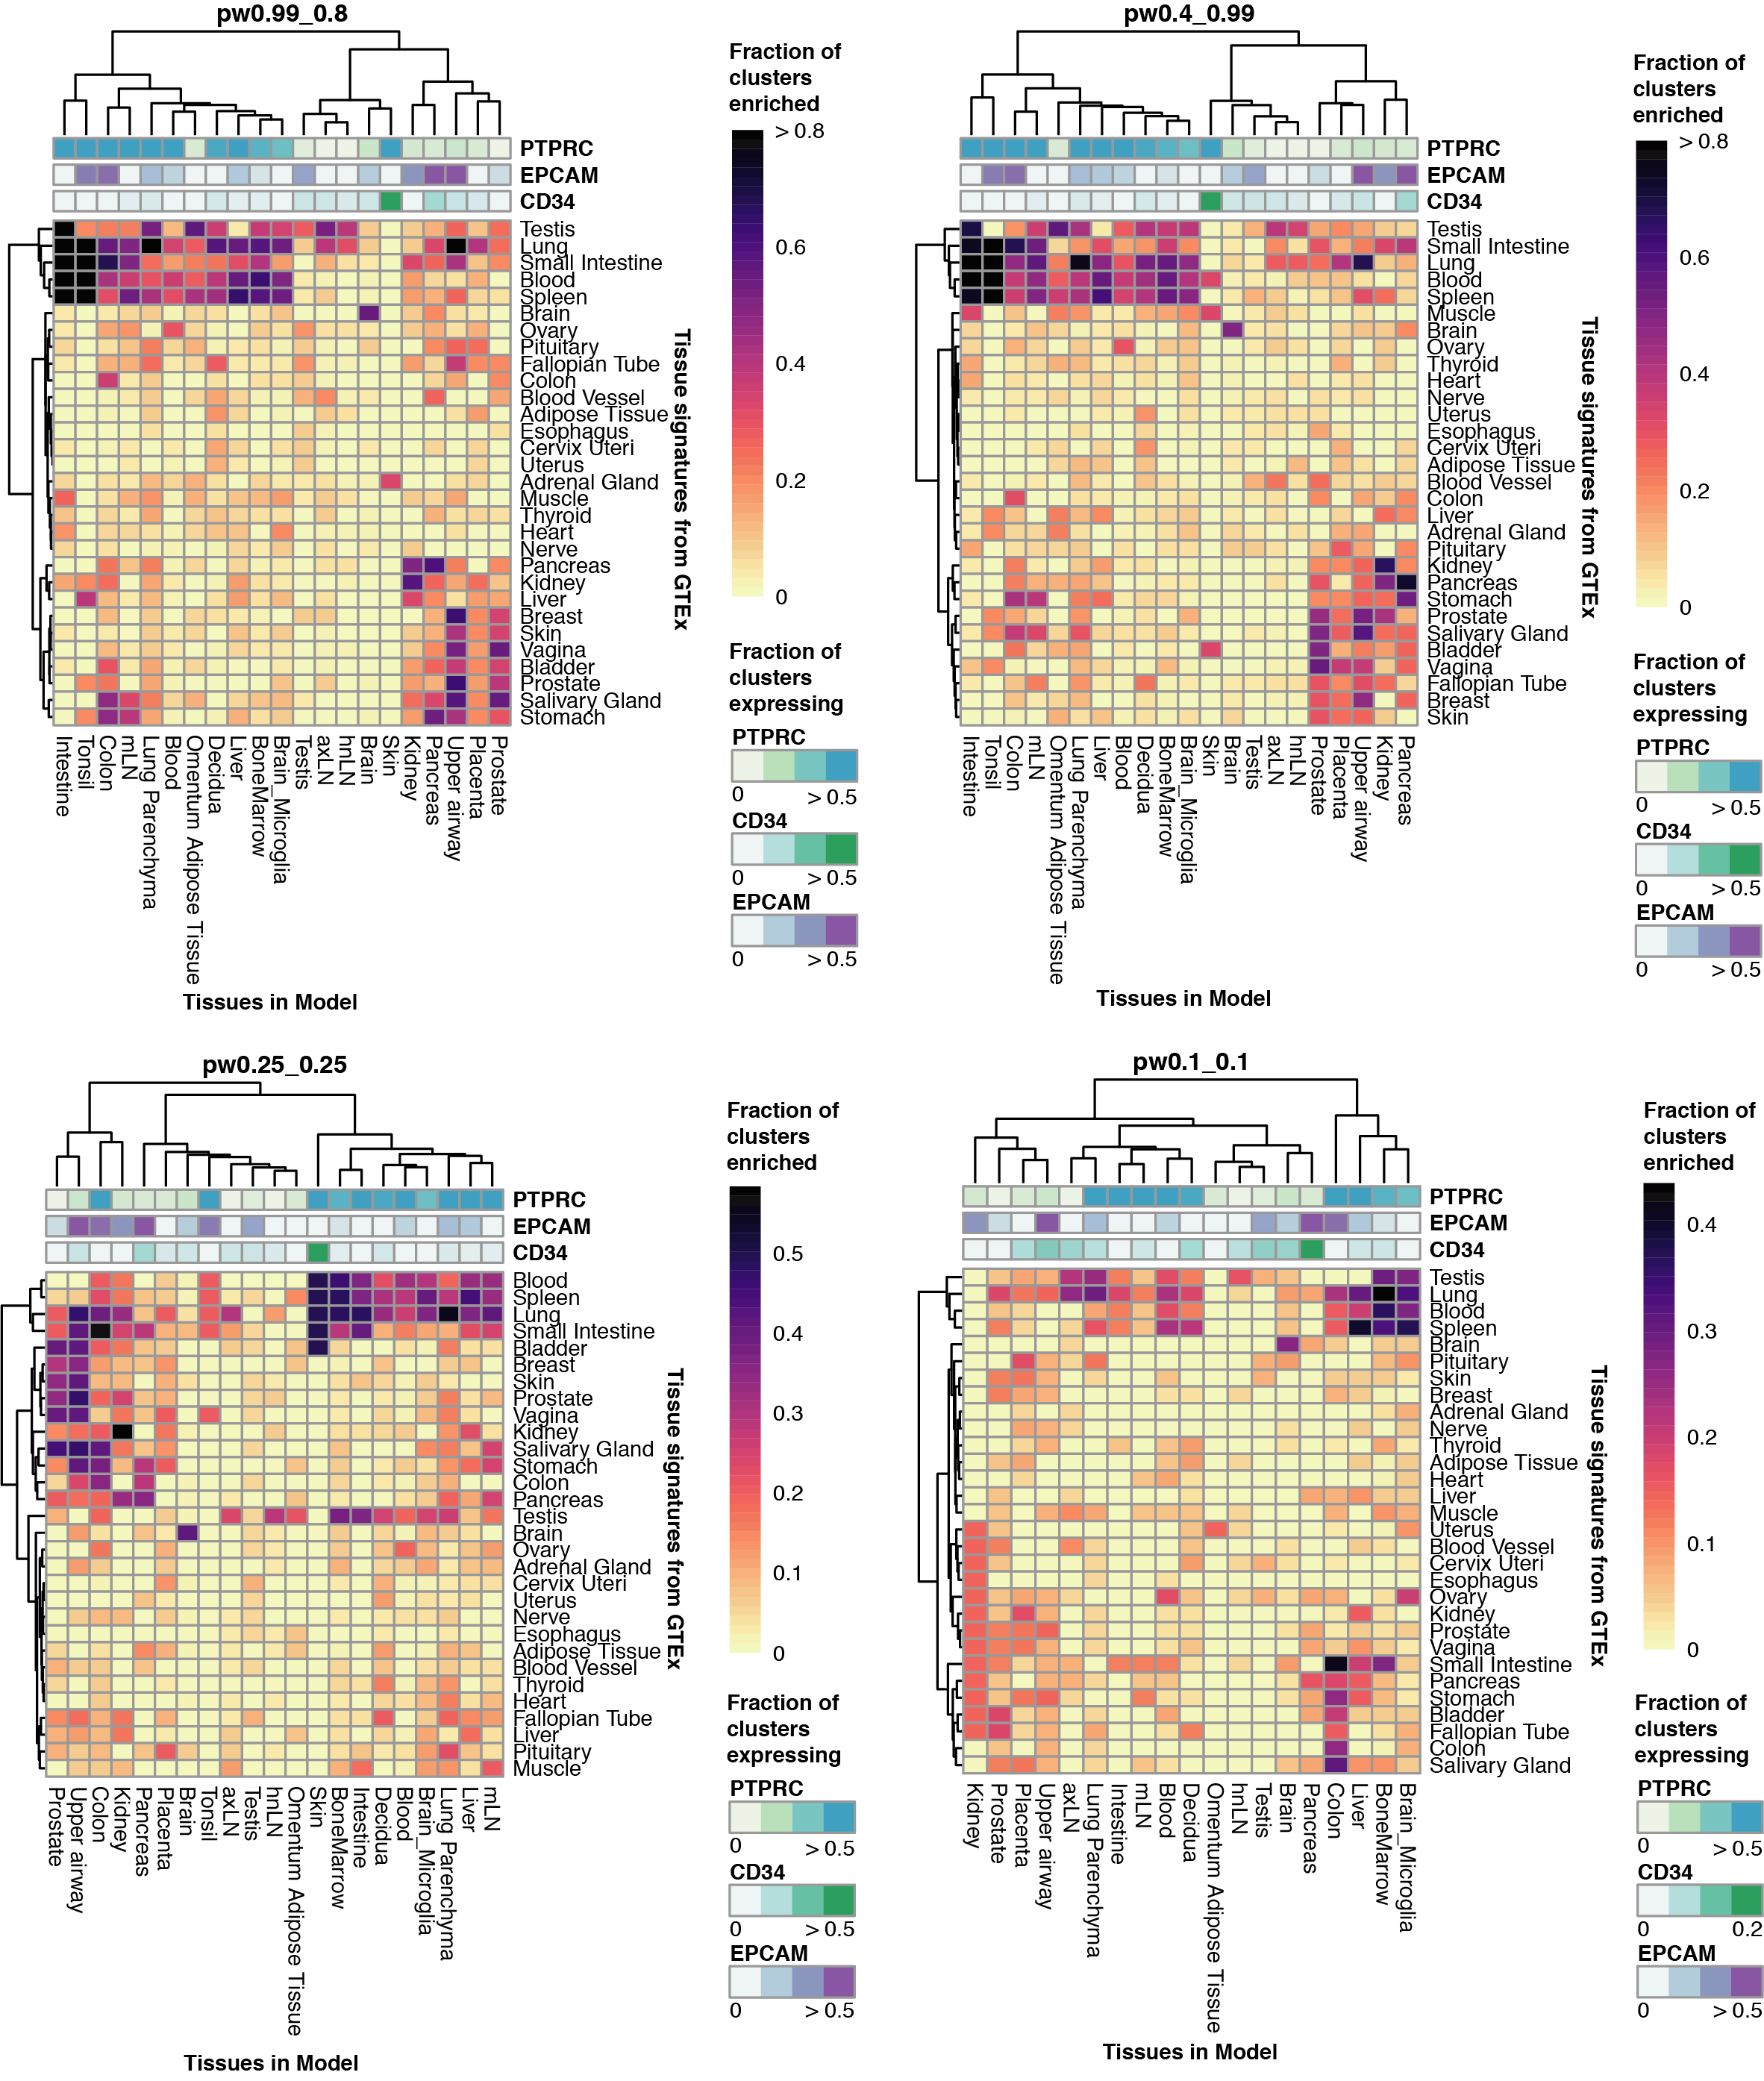 pw0.99_0.8
Fraction of
clusters
enriched
> 0.8
0.6
0.4
0.2
0
PTPRC
EPCAM
CD34
Testis
Lung
Small Intestine
Blood
Spleen
Brain
Ovary
Pituitary
Fallopian Tube
Colon
Blood Vessel
Adipose Tissue
Esophagus
Cervix Uteri
Uterus
Adrenal Gland
Muscle
Thyroid
Heart
Nerve
Pancreas
Kidney
Liver
Breast
Skin
Vagina
Bladder
Prostate
Salivary Gland
Stomach
Tissue signatures from GTEx
Intestine
Tonsil
Colon
mLN
Lung Parenchyma
Blood
Omentum Adipose Tissue
Decidua
Liver
BoneMarrow
Brain_Microglia
Testis
axLN
hnLN
Brain
Skin
Kidney
Pancreas
Upper airway
Placenta
Prostate
Tissues in Model
Fraction of
clusters
expressing
PTPRC
0 > 0.5
CD34
0 > 0.5
EPCAM
0 > 0.5
pw0.4_0.99
Fraction of
clusters
enriched
> 0.8
0.6
0.4
0.2
0
PTPRC
EPCAM
CD34
Testis
Small Intestine
Lung
Blood
Spleen
Muscle
Brain
Ovary
Thyroid
Heart
Nerve
Uterus
Esophagus
Cervix Uteri
Adipose Tissue
Blood Vessel
Colon
Liver
Adrenal Gland
Pituitary
Kidney
Pancreas
Stomach
Prostate
Salivary Gland
Bladder
Vagina
Fallopian Tube
Breast
Skin
Tissue signatures from GTEx
Intestine
Tonsil
Colon
mLN
Omentum Adipose Tissue
Lung Parenchyma
Liver
Blood
Decidua
BoneMarrow
Brain_Microglia
Skin
Brain
Testis
axLN
hnLN
Prostate
Placenta
Upper airway
Kidney
Pancreas
Tissues in Model
Fraction of
clusters
expressing
PTPRC
0 > 0.5
CD34
0 > 0.5
EPCAM
0 > 0.5
pw0.25_0.25
Fraction of
clusters
enriched
0.5
0.4
0.3
0.2
0.1
0
PTPRC
EPCAM
CD34
Blood
Spleen
Lung
Small Intestine
Bladder
Breast
Skin
Prostate
Vagina
Kidney
Salivary Gland
Stomach
Colon
Pancreas
Testis
Brain
Ovary
Adrenal Gland
Cervix Uteri
Uterus
Nerve
Esophagus
Adipose Tissue
Blood Vessel
Thyroid
Heart
Fallopian Tube
Liver
Pituitary
Muscle
Tissue signatures from GTEx
Prostate
Upper airway
Colon
Kidney
Pancreas
Placenta
Brain
Tonsil
axLN
Testis
hnLN
Omentum Adipose Tissue
Skin
BoneMarrow
Intestine
Decidua
Blood
Brain_Microglia
Lung Parenchyma
Liver
mLN
Tissues in Model
Fraction of
clusters
expressing
PTPRC
0 > 0.5
CD34
0 > 0.5
EPCAM
0 > 0.5
pw0.1_0.1
Fraction of
clusters
enriched
0.4
0.3
0.2
0.1
0
PTPRC
EPCAM
CD34
Testis
Lung
Blood
Spleen
Brain
Pituitary
Skin
Breast
Adrenal Gland
Nerve
Thyroid
Adipose Tissue
Heart
Liver
Muscle
Uterus
Blood Vessel
Cervix Uteri
Esophagus
Ovary
Kidney
Prostate
Vagina
Small Intestine
Pancreas
Stomach
Bladder
Fallopian Tube
Colon
Salivary Gland
Tissue signatures from GTEx
Kidney
Prostate
Placenta
Upper airway
axLN
Lung Parenchyma
Intestine
mLN
Blood
Decidua
Omentum Adipose Tissue
hnLN
Testis
Brain
Pancreas
Colon
Liver
BoneMarrow
Brain_Microglia
Tissues in Model
Fraction of
clusters
expressing
PTPRC
0 > 0.5
CD34
0 0.2
EPCAM
0 > 0.5